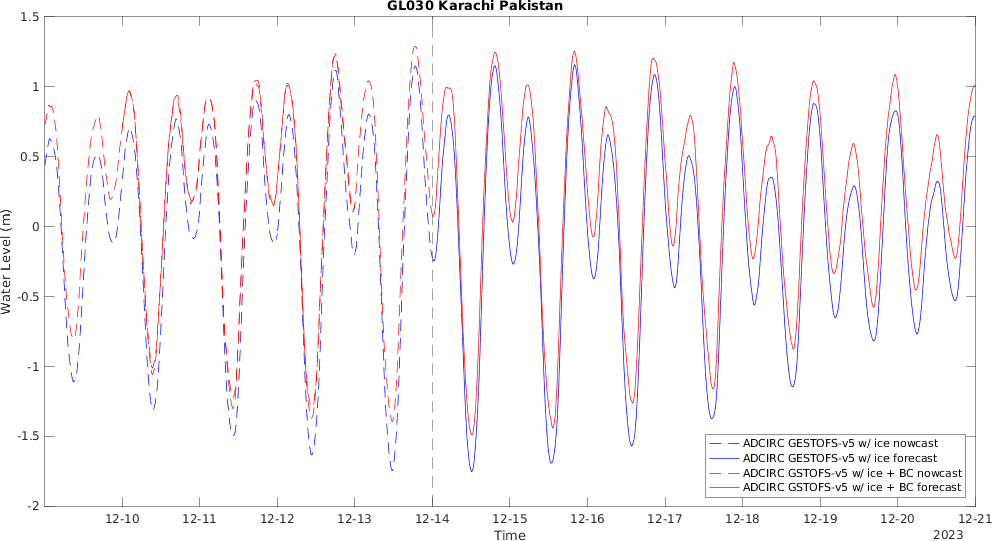 GL030 Karachi Pakistan
1.5
1
0.5
0
-0.5
-1
-1.5
-2
Water Level (m)
12-10 12-11 12-12 12-13 12-14 12-15 12-16 12-17 12-18 12-19 12-20 12-21
Time
2023
ADCIRC GESTOFS-v5 w/ ice nowcast
ADCIRC GESTOFS-v5 w/ ice forecast
ADCIRC GSTOFS-v5 w/ ice + BC nowcast
ADCIRC GSTOFS-v5 w/ ice + BC forecast